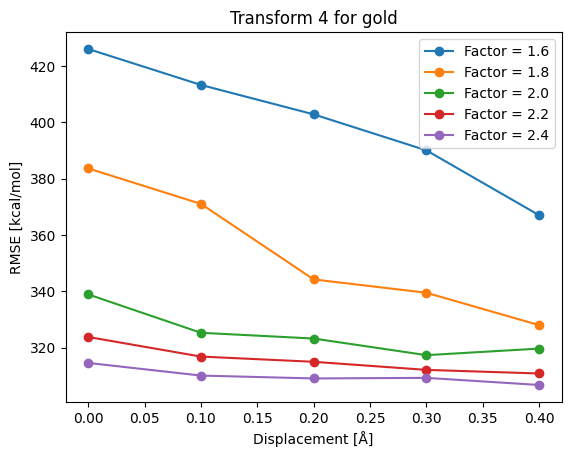 Transform 4 for gold
Factor = 1.6
Factor = 1.8
Factor = 2.0
Factor = 2.2
Factor = 2.4
RMSE [kcal/mol]
420
400
380
360
340
320
0.00 0.05 0.10 0.15 0.20 0.25 0.30 0.35 0.40
Displacement [Å]